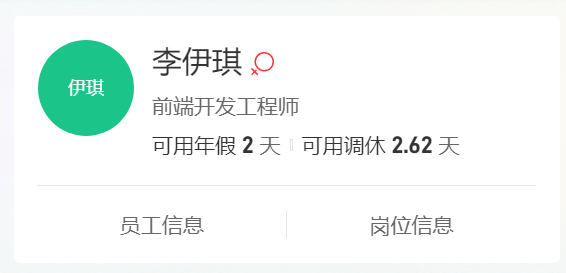 伊琪
李伊琪
前端开发工程师
可用年假 2 天 可用调休 2.62 天
员工信息 岗位信息